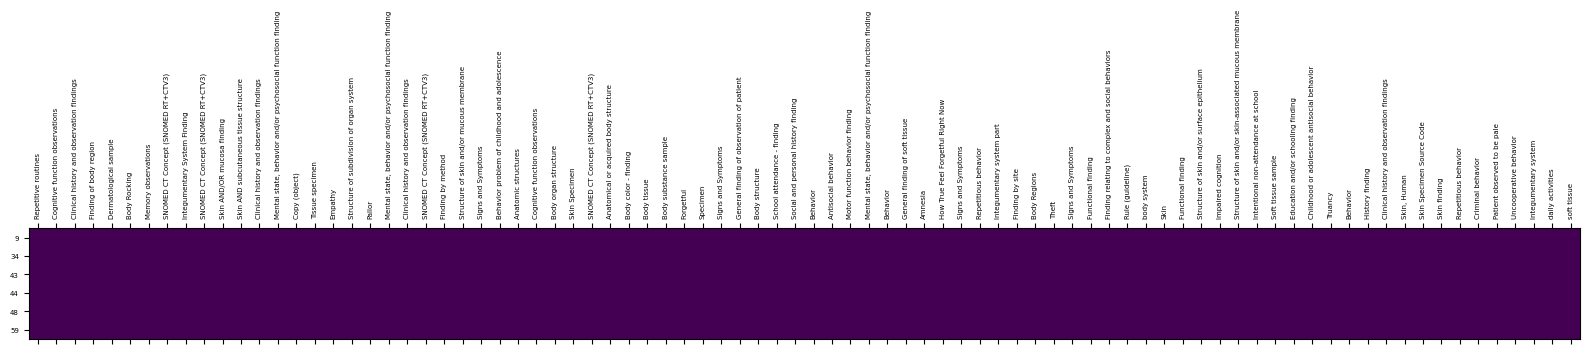 Repetitive routines
Cognitive function observations
Clinical history and observation findings
Finding of body region
Dermatological sample
Body Rocking
Memory observations
SNOMED CT Concept (SNOMED RT+CTV3)
Integumentary System Finding
SNOMED CT Concept (SNOMED RT+CTV3)
Skin AND/OR mucosa finding
Skin AND subcutaneous tissue structure
Clinical history and observation findings
Mental state, behavior and/or psychosocial function finding
Copy (object)
Tissue specimen
Empathy
Structure of subdivision of organ system
Pallor
Mental state, behavior and/or psychosocial function finding
Clinical history and observation findings
SNOMED CT Concept (SNOMED RT+CTV3)
Finding by method
Structure of skin and/or mucous membrane
Signs and Symptoms
Behavior problem of childhood and adolescence
Anatomic structures
Cognitive function observations
Body organ structure
Skin Specimen
SNOMED CT Concept (SNOMED RT+CTV3)
Anatomical or acquired body structure
Body color - finding
Body tissue
Body substance sample
Forgetful
Specimen
Signs and Symptoms
General finding of observation of patient
Body structure
School attendance - finding
Social and personal history finding
Behavior
Antisocial behavior
Motor function behavior finding
Mental state, behavior and/or psychosocial function finding
Behavior
General finding of soft tissue
Amnesia
How True Feel Forgetful Right Now
Signs and Symptoms
Repetitious behavior
Integumentary system part
Finding by site
Body Regions
Theft
Signs and Symptoms
Functional finding
Finding relating to complex and social behaviors
Rule (guideline)
body system
Skin
Functional finding
Structure of skin and/or surface epithelium
Impaired cognition
Structure of skin and/or skin-associated mucous membrane
Intentional non-attendance at school
Soft tissue sample
Education and/or schooling finding
Childhood or adolescent antisocial behavior
Truancy
Behavior
History finding
Clinical history and observation findings
Skin, Human
Skin Specimen Source Code
Skin finding
Repetitious behavior
Criminal behavior
Patient observed to be pale
Uncooperative behavior
Integumentary system
daily activities
soft tissue
9
34
43
44
48
59